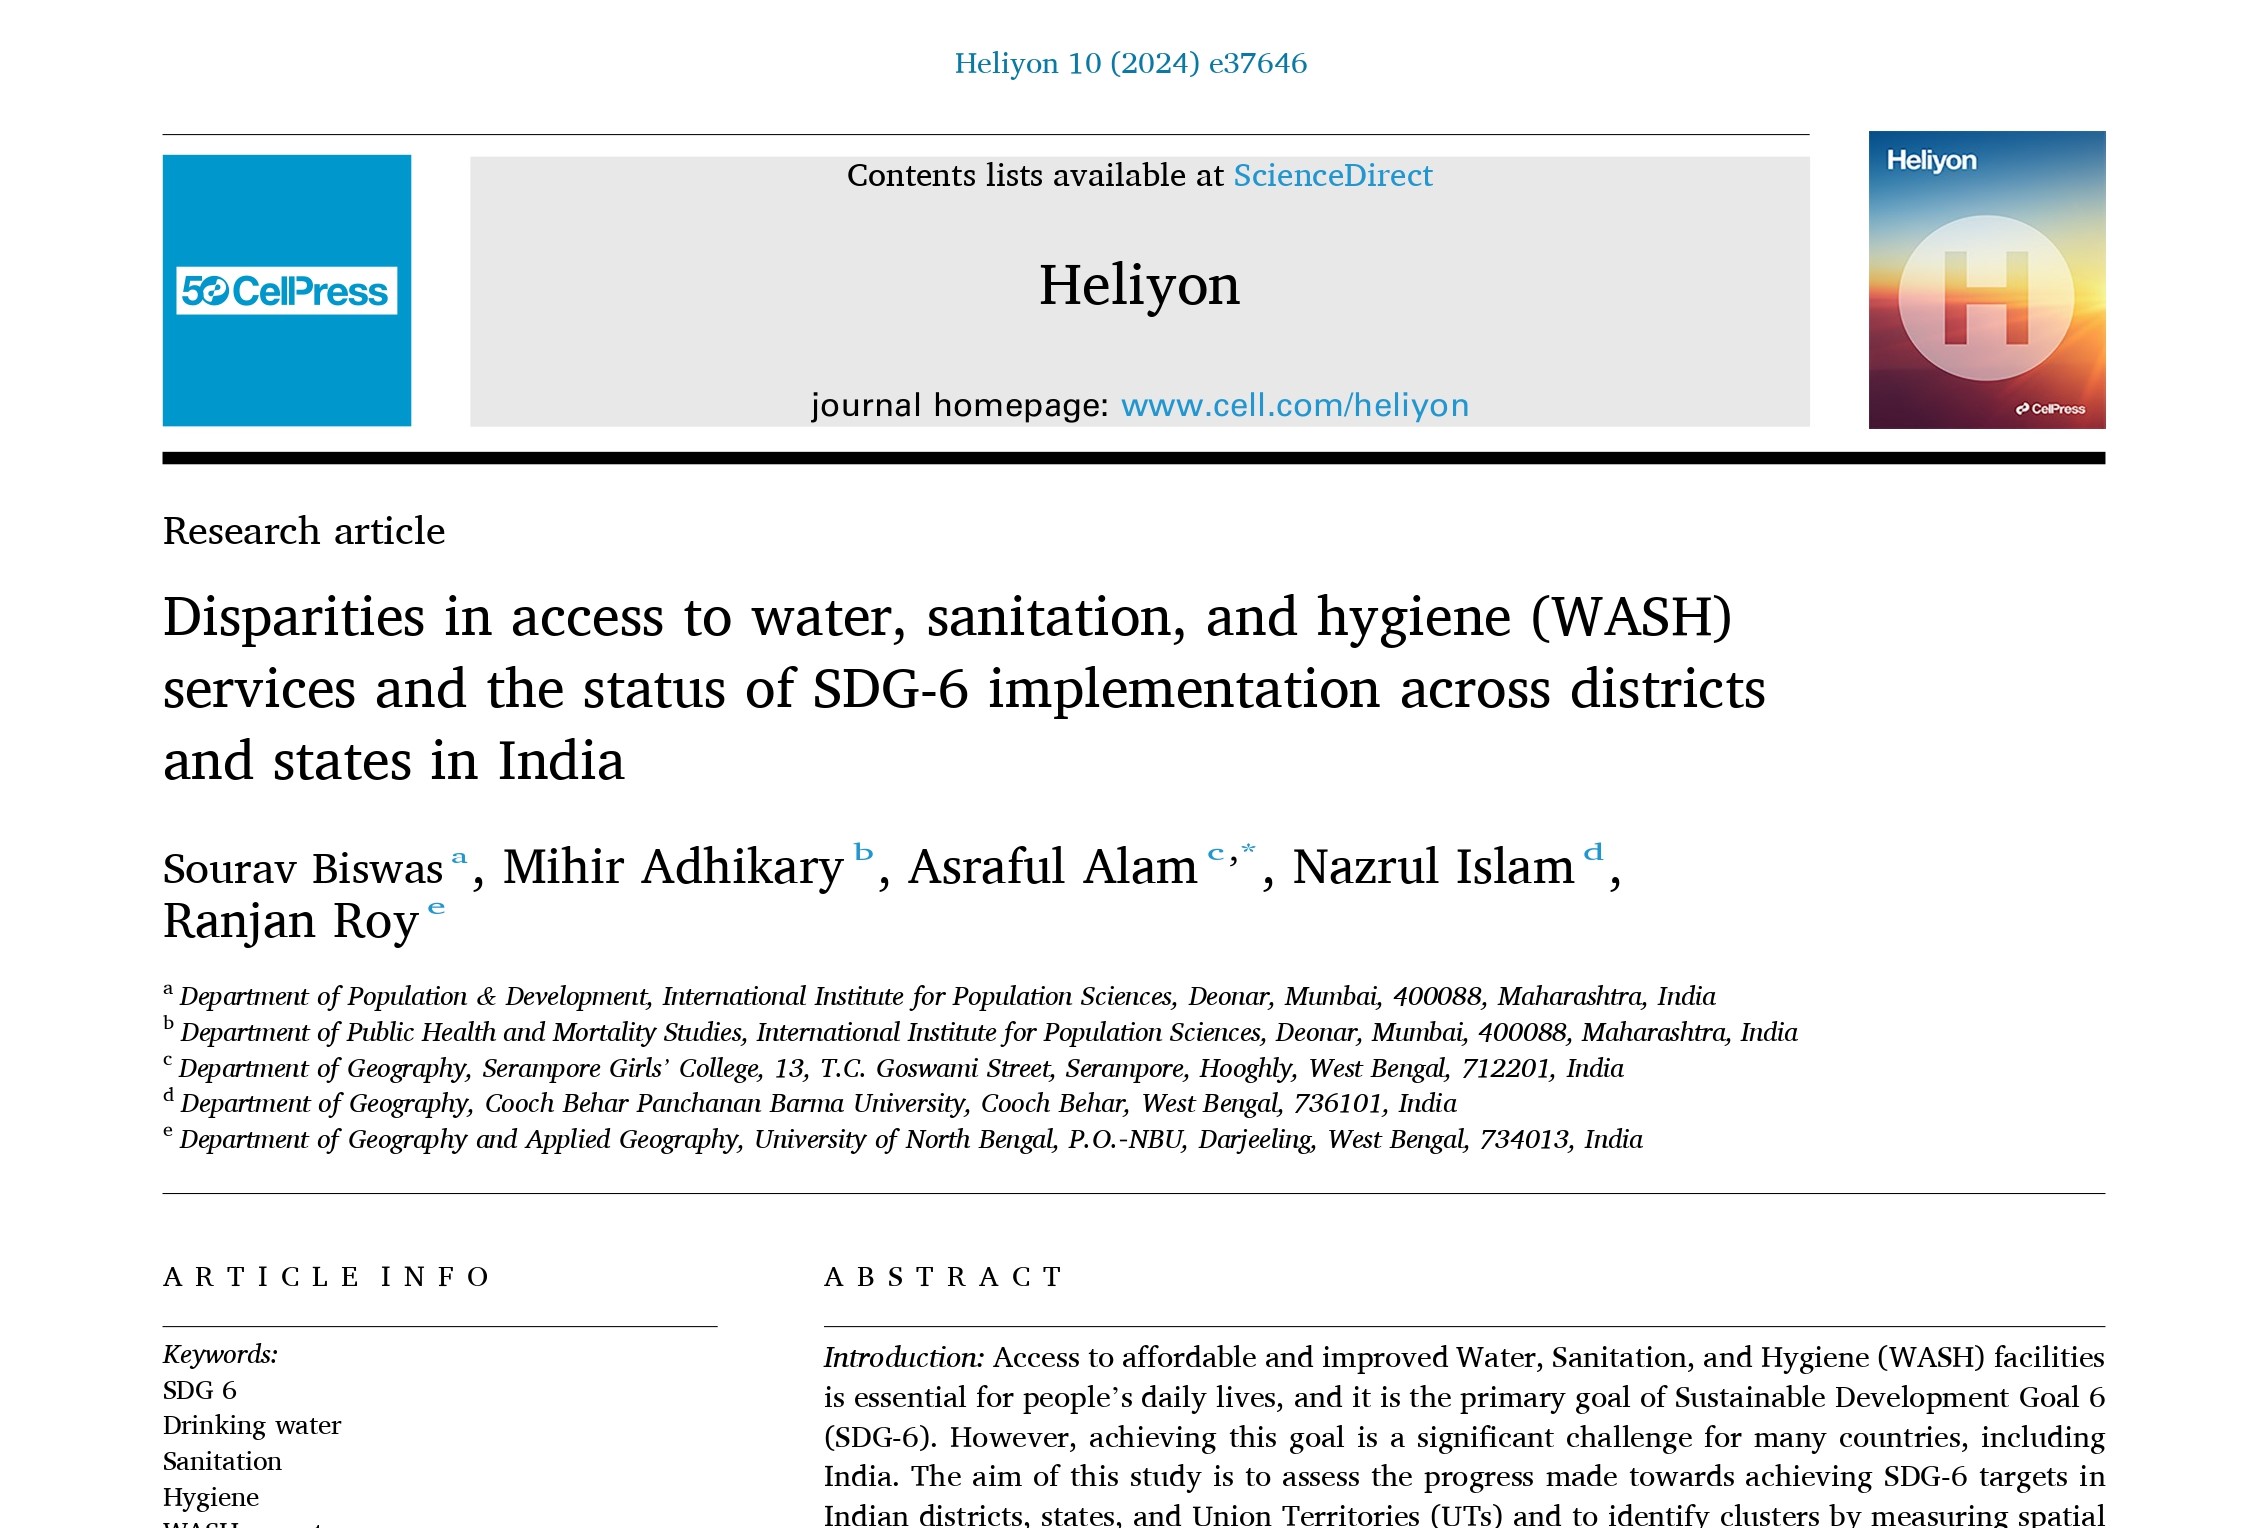 Heliyon 10 (2024) e37646
Contents lists available at ScienceDirect
Heliyon
journal homepage: www.cell.com/heliyon
50 CellPress
Heliyon
H
CellPress
Research article
Disparities in access to water, sanitation, and hygiene (WASH)
services and the status of SDG-6 implementation across districts
and states in India
Sourav Biswas a, Mihir Adhikary b, Asraful Alam c,*, Nazrul Islam d,
Ranjan Roy e
a Department of Population & Development, International Institute for Population Sciences, Deonar, Mumbai, 400088, Maharashtra, India
b Department of Public Health and Mortality Studies, International Institute for Population Sciences, Deonar, Mumbai, 400088, Maharashtra, India
c Department of Geography, Serampore Girls' College, 13, T.C. Goswami Street, Serampore, Hooghly, West Bengal, 712201, India
d Department of Geography, Cooch Behar Panchanan Barma University, Cooch Behar, West Bengal, 736101, India
e Department of Geography and Applied Geography, University of North Bengal, P.O.-NBU, Darjeeling, West Bengal, 734013, India
ARTICLE INFO
Keywords:
SDG 6
Drinking water
Sanitation
Hygiene
ABSTRACT
Introduction: Access to affordable and improved Water, Sanitation, and Hygiene (WASH) facilities
is essential for people's daily lives, and it is the primary goal of Sustainable Development Goal 6
(SDG-6). However, achieving this goal is a significant challenge for many countries, including
India. The aim of this study is to assess the progress made towards achieving SDG-6 targets in
Indian districts, states, and Union Territories (UTs) and to identify clusters by measuring spatial